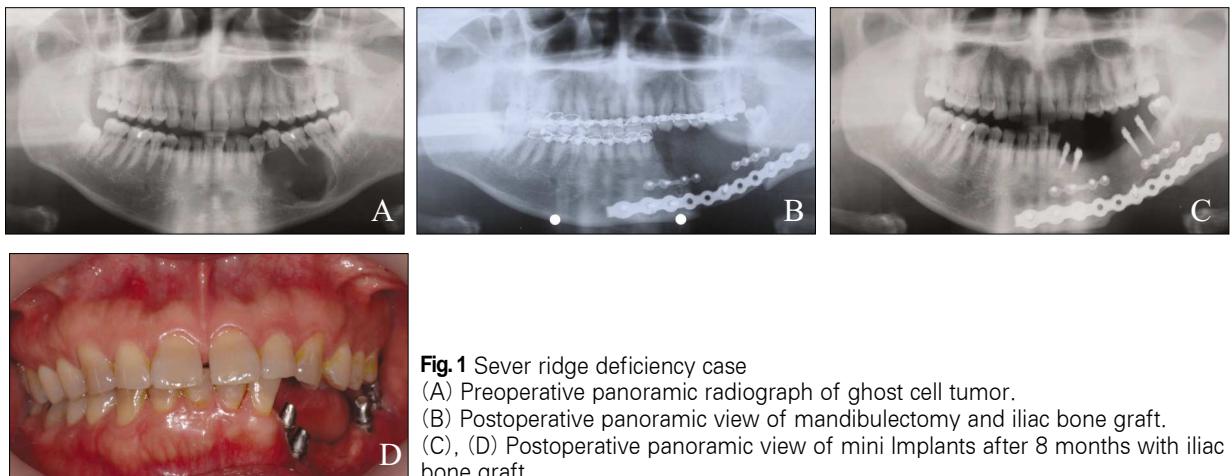 A
B
C
D
Fig.1 Sever ridge deficiency case
(A) Preoperative panoramic radiograph of ghost cell tumor.
(B) Postoperative panoramic view of mandibulectomy and iliac bone graft.
(C), (D) Postoperative panoramic view of mini Implants after 8 months with iliac
bone graft